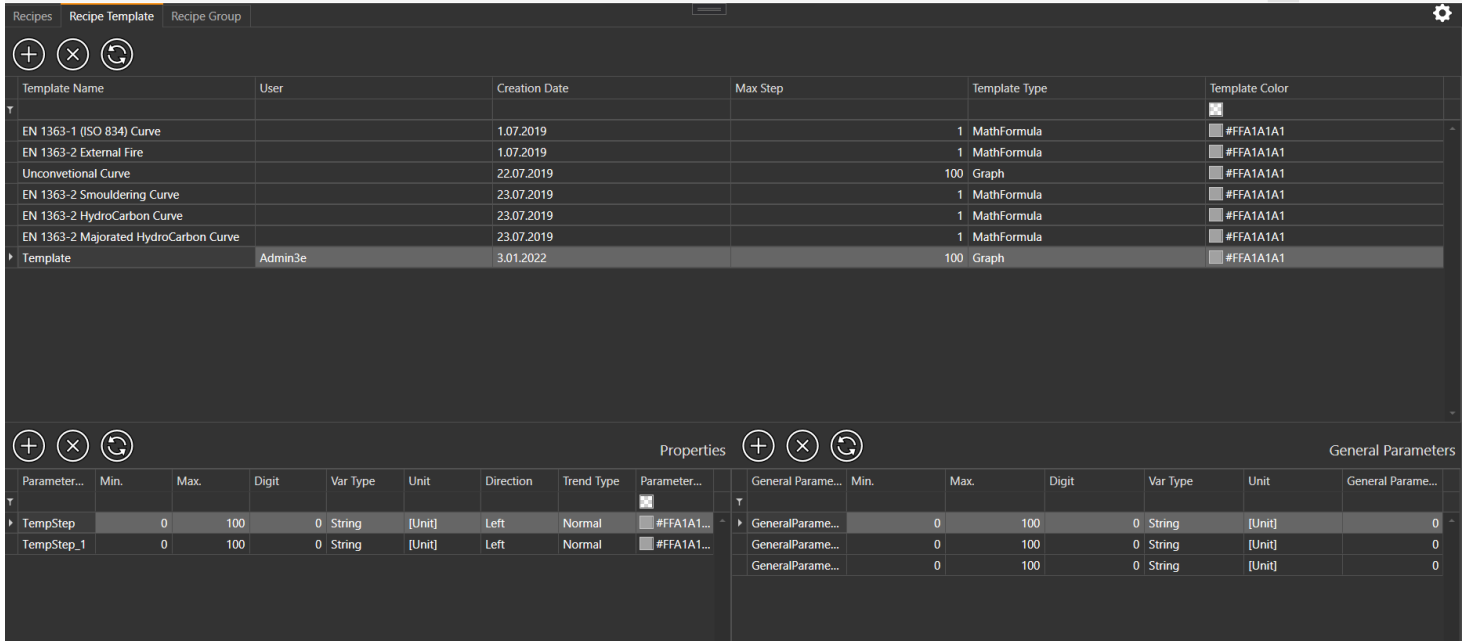 Recipes Recipe Template Recipe Group
Template Name User Creation Date Max Step Template Type Template Color
EN 1363-1 (ISO 834) Curve 1.07.2019 1 MathFormula #FFA1A1A1
EN 1363-2 External Fire 1.07.2019 1 MathFormula #FFA1A1A1
Unconvetional Curve 22.07.2019 100 Graph #FFA1A1A1
EN 1363-2 Smouldering Curve 23.07.2019 1 MathFormula #FFA1A1A1
EN 1363-2 HydroCarbon Curve 23.07.2019 1 MathFormula #FFA1A1A1
EN 1363-2 Majorated HydroCarbon Curve 23.07.2019 1 MathFormula #FFA1A1A1
Template Admin3e 3.01.2022 100 Graph #FFA1A1A1
Properties
Parameter... Min. Max. Digit Var Type Unit Direction Trend Type Parameter...
TempStep 0 100 0 String [Unit] Left Normal #FFA1A1...
TempStep_1 0 100 0 String [Unit] Left Normal #FFA1A1...
General Parameters
General Parame... Min. Max. Digit Var Type Unit General Parame...
GeneralParame... 0 100 0 String [Unit] 0
GeneralParame... 0 100 0 String [Unit] 0
GeneralParame... 0 100 0 String [Unit] 0